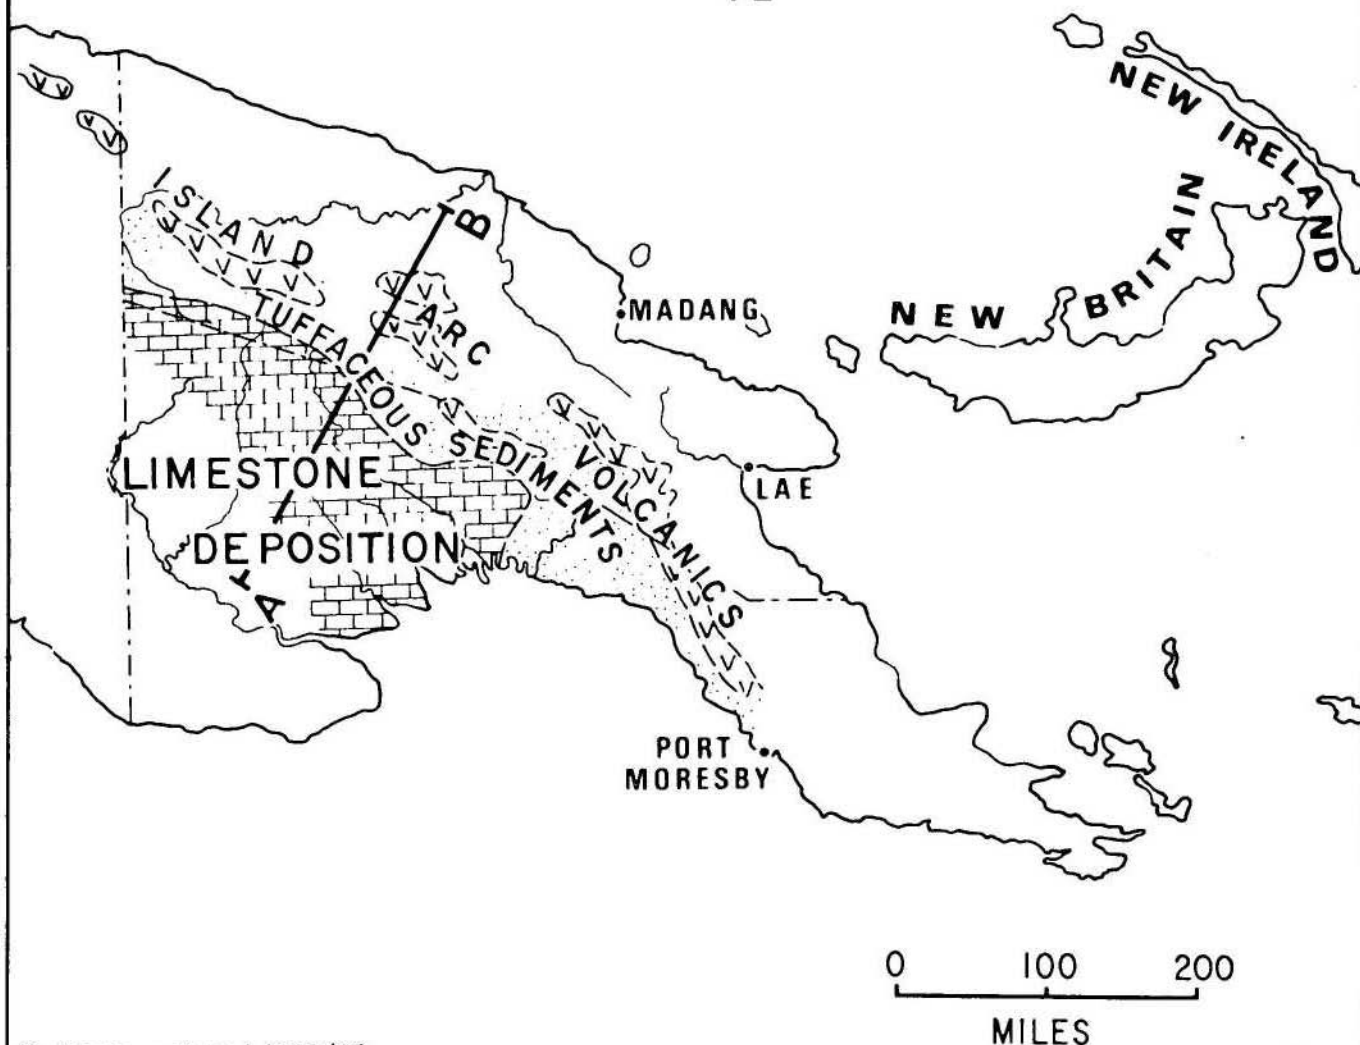 NEW IRELAND
NEW BRITAIN
ISLAND ARC VOLCANICS
B
TUFFACEOUS SEDIMENTS
MADANG
LIMESTONE
DEPOSITION
LAE
A
PORT
MORESBY
0 100 200
MILES